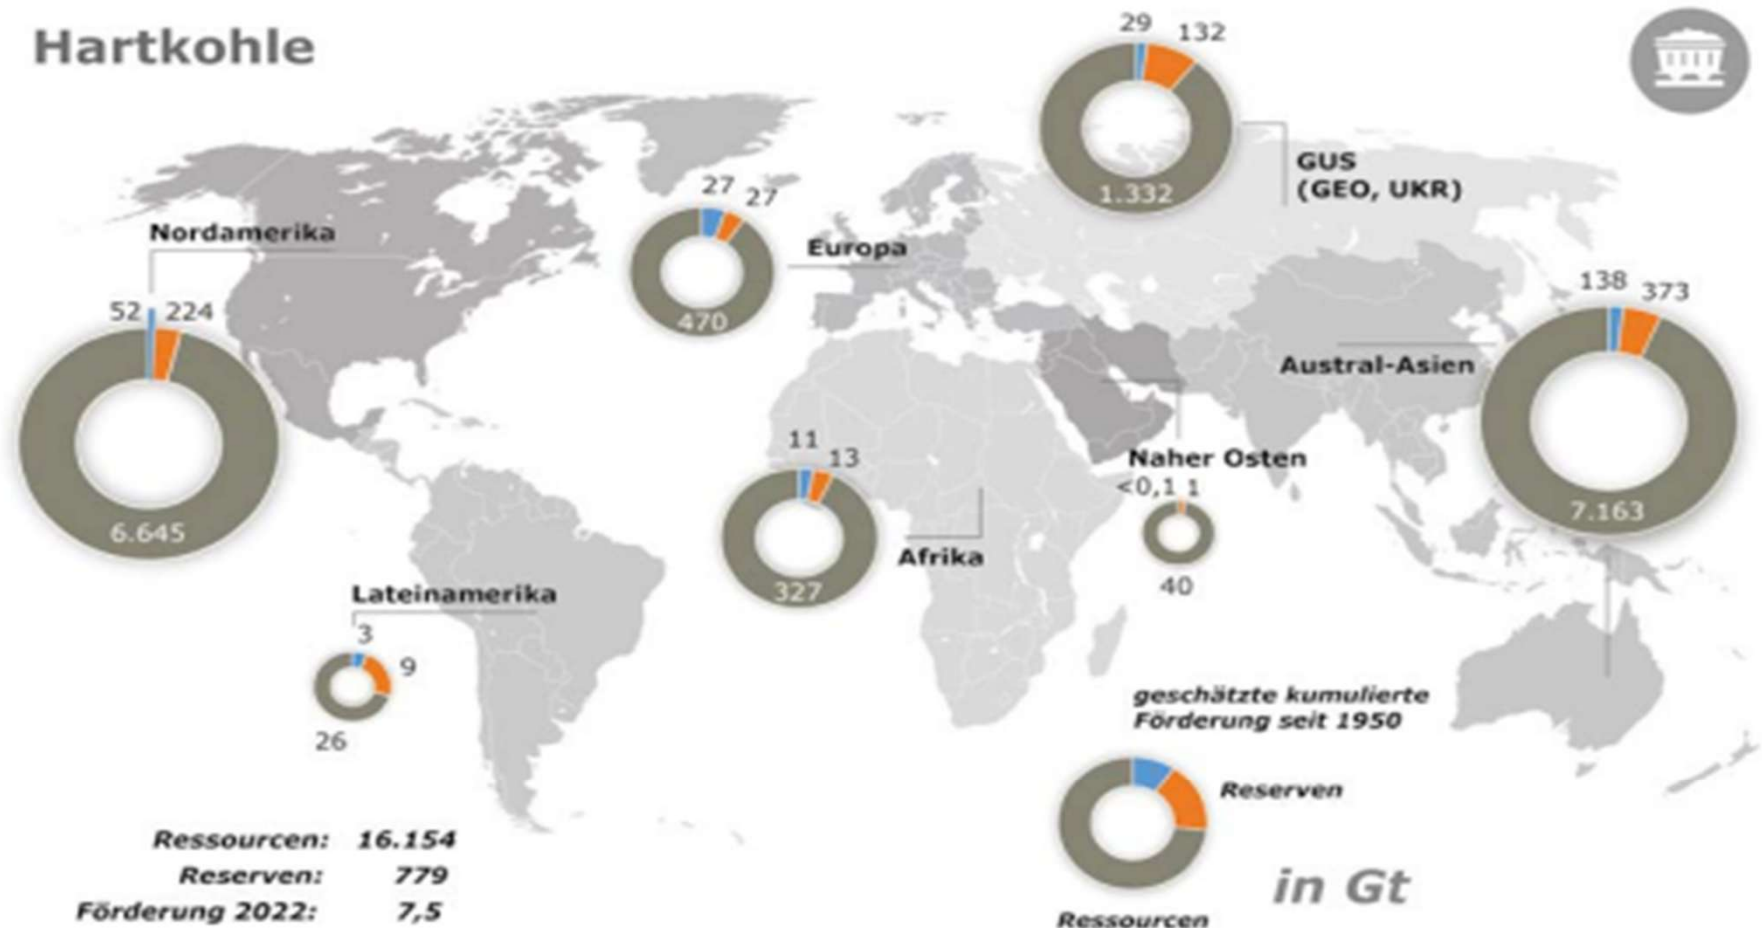 Hartkohle
29 132
GUS
(GEO, UKR)
1.332
27 27
Nordamerika
Europa
470
52 224
6.645
138 373
Austral-Asien
7.163
11 13
Afrika
327
Naher Osten
<0,1 1
40
Lateinamerika
3
9
26
geschätzte kumulierte
Förderung seit 1950
Reserven
Ressourcen
in Gt
Ressourcen: 16.154
Reserven: 779
Förderung 2022: 7,5